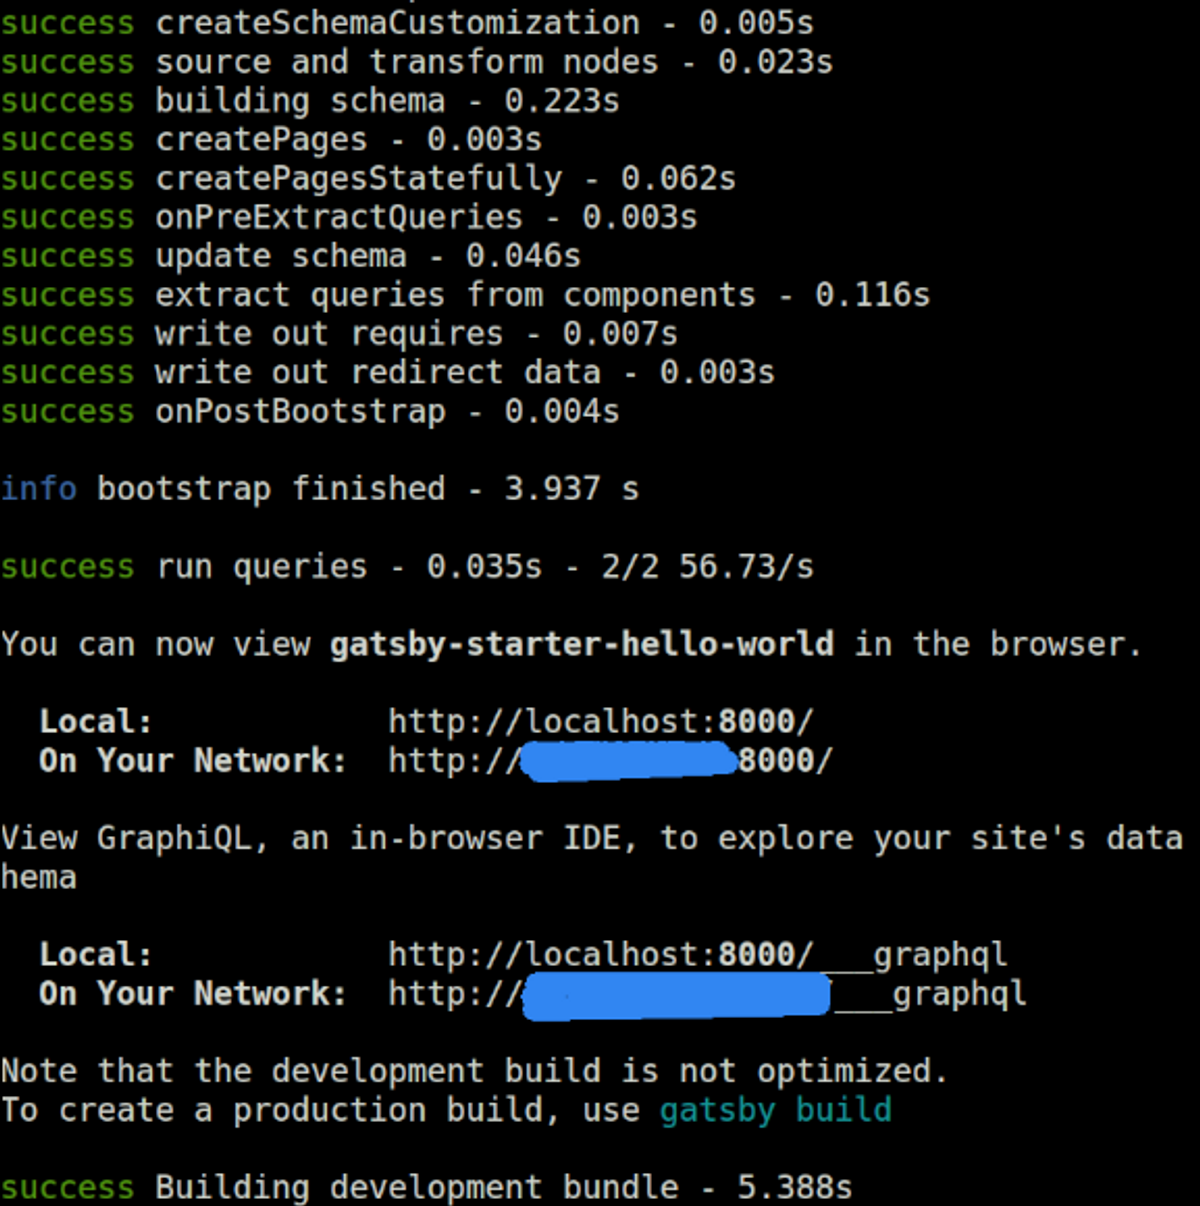 success createSchemaCustomization - 0.005s
success source and transform nodes - 0.023s
success building schema - 0.223s
success createPages - 0.003s
success createPagesStatefully - 0.062s
success onPreExtractQueries - 0.003s
success update schema - 0.046s
success extract queries from components - 0.116s
success write out requires - 0.007s
success write out redirect data - 0.003s
success onPostBootstrap - 0.004s
info bootstrap finished - 3.937 s
success run queries - 0.035s - 2/2 56.73/s
You can now view gatsby-starter-hello-world in the browser.
Local: http://localhost:8000/
On Your Network: http:// 8000/
View GraphiQL, an in-browser IDE, to explore your site's data
hema
Local: http://localhost:8000/___graphql
On Your Network: http:// ___graphql
Note that the development build is not optimized.
To create a production build, use gatsby build
success Building development bundle - 5.388s